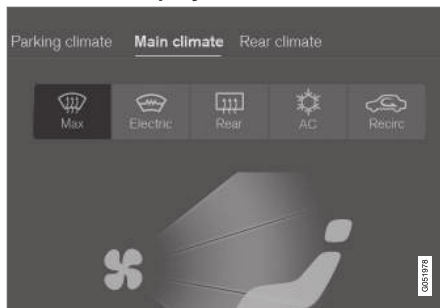 Parking climate Main climate Rear climate
Max Electric Rear AC Recirc
G051978